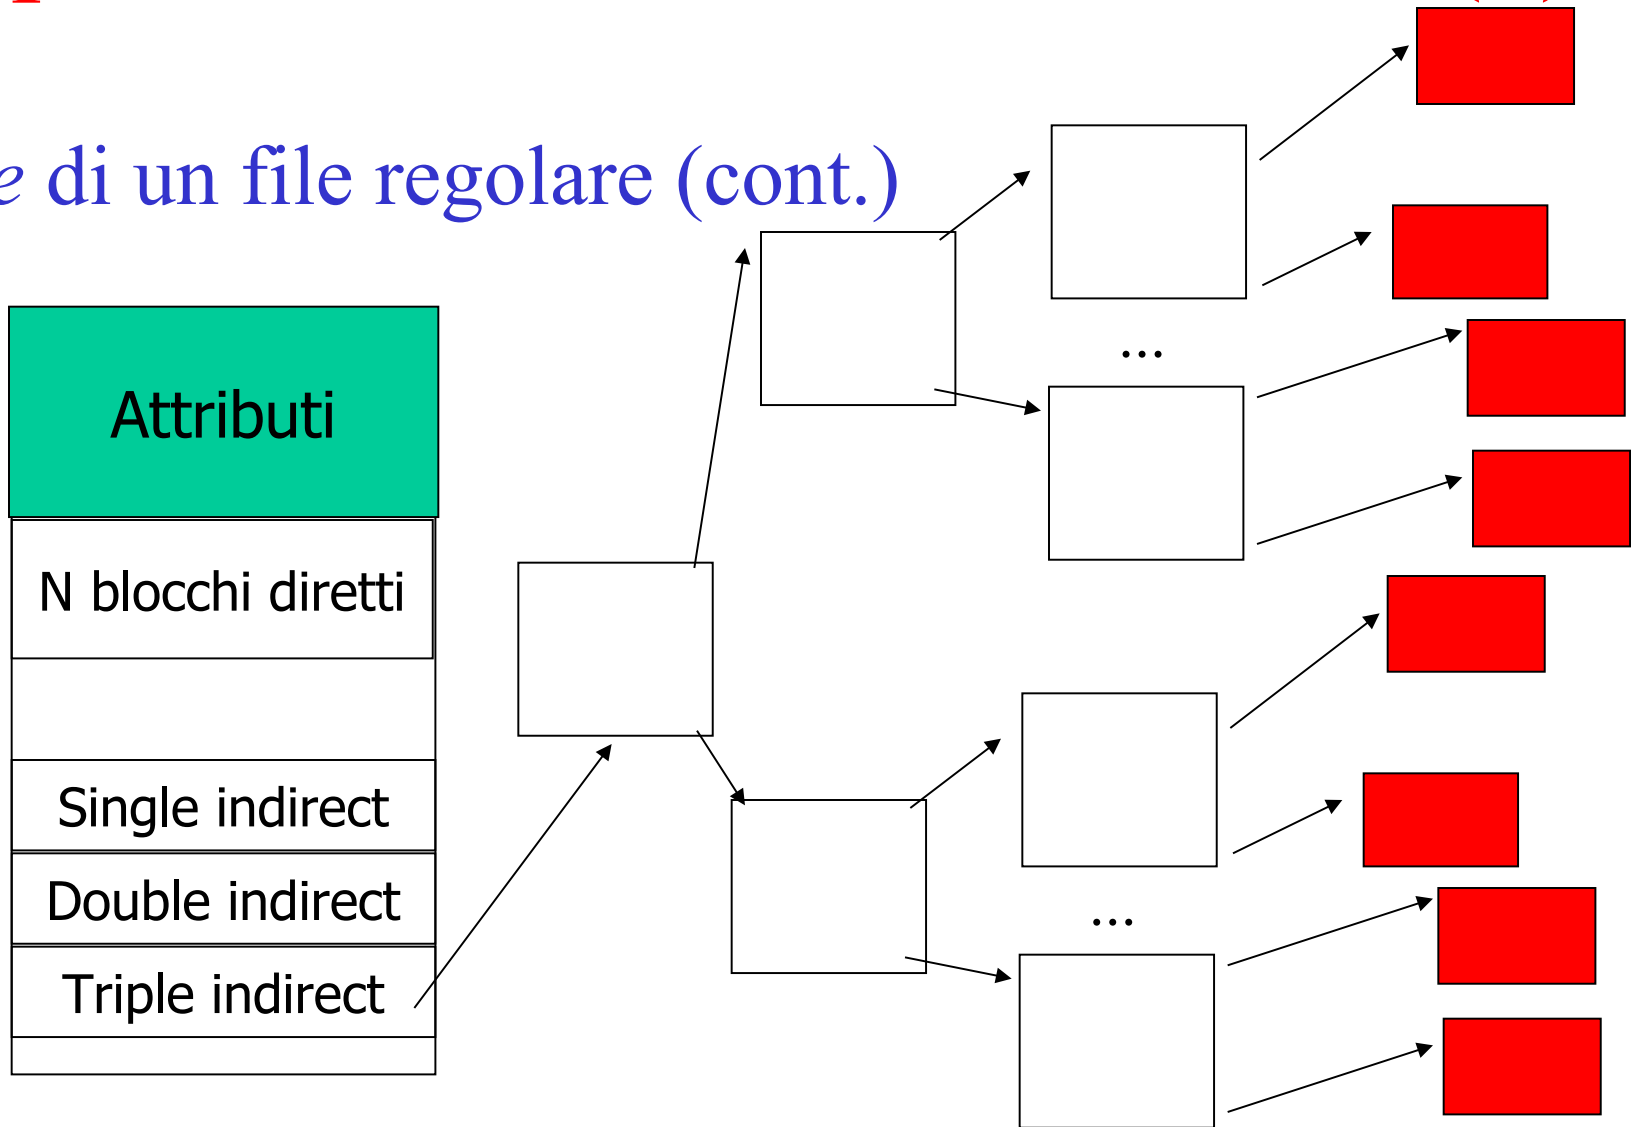 di un file regolare (cont.)
...
Attributi
N blocchi diretti
Single indirect
Double indirect
...
Triple indirect